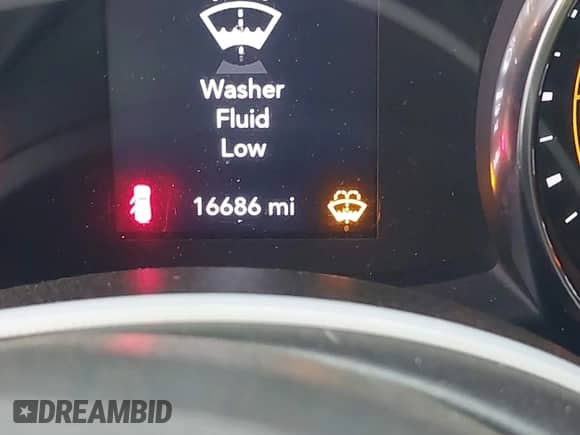 Washer
Fluid
Low
16686 mi
DREAMBID